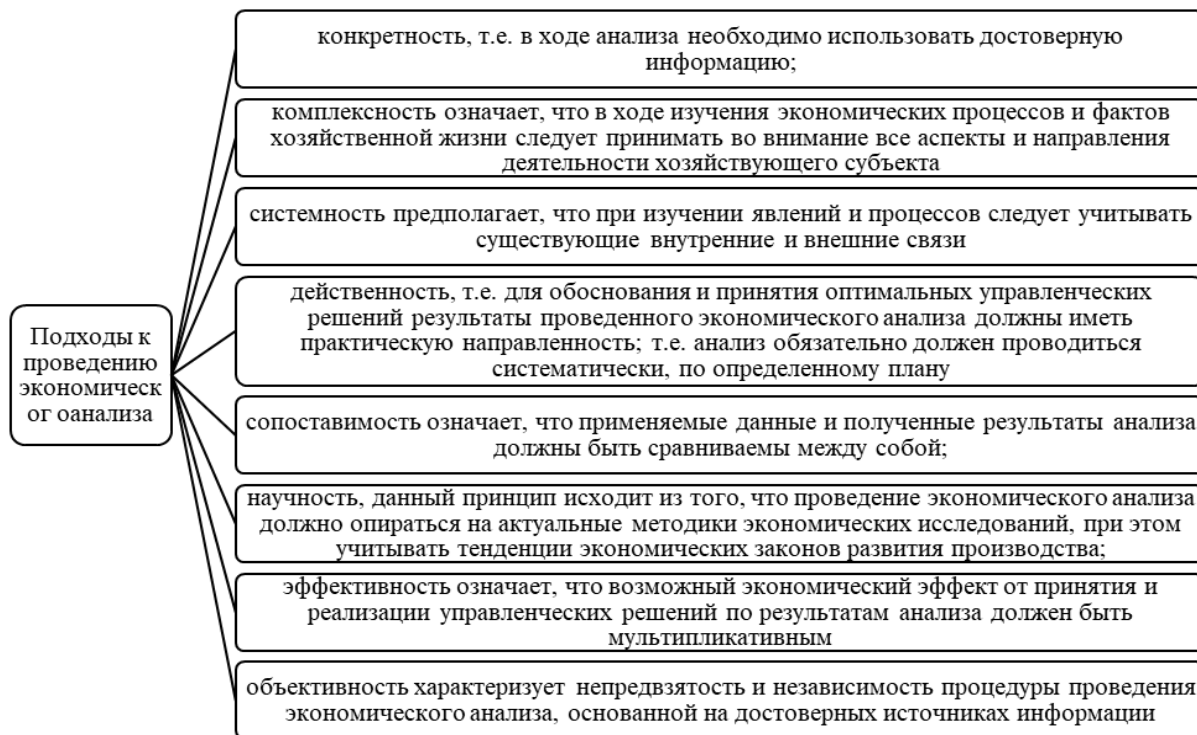 конкретность, т.е. в ходе анализа необходимо использовать достоверную
информацию;
комплексность означает, что в ходе изучения экономических процессов и фактов
хозяйственной жизни следует принимать во внимание все аспекты и направления
деятельности хозяйствующего субъекта
системность предполагает, что при изучении явлений и процессов следует учитывать
существующие внутренние и внешние связи
действенность, т.е. для обоснования и принятия оптимальных управленческих
решений результаты проведенного экономического анализа должны иметь
практическую направленность; т.е. анализ обязательно должен проводиться
систематически, по определенному плану
Подходы к
проведению
экономическ
ог оанализа
сопоставимость означает, что применяемые данные и полученные результаты анализа
должны быть сравниваемы между собой;
научность, данный принцип исходит из того, что проведение экономического анализа
должно опираться на актуальные методики экономических исследований, при этом
учитывать тенденции экономических законов развития производства;
эффективность означает, что возможный экономический эффект от принятия и
реализации управленческих решений по результатам анализа должен быть
мультипликативным
объективность характеризует непредвзятость и независимость процедуры проведения
экономического анализа, основанной на достоверных источниках информации